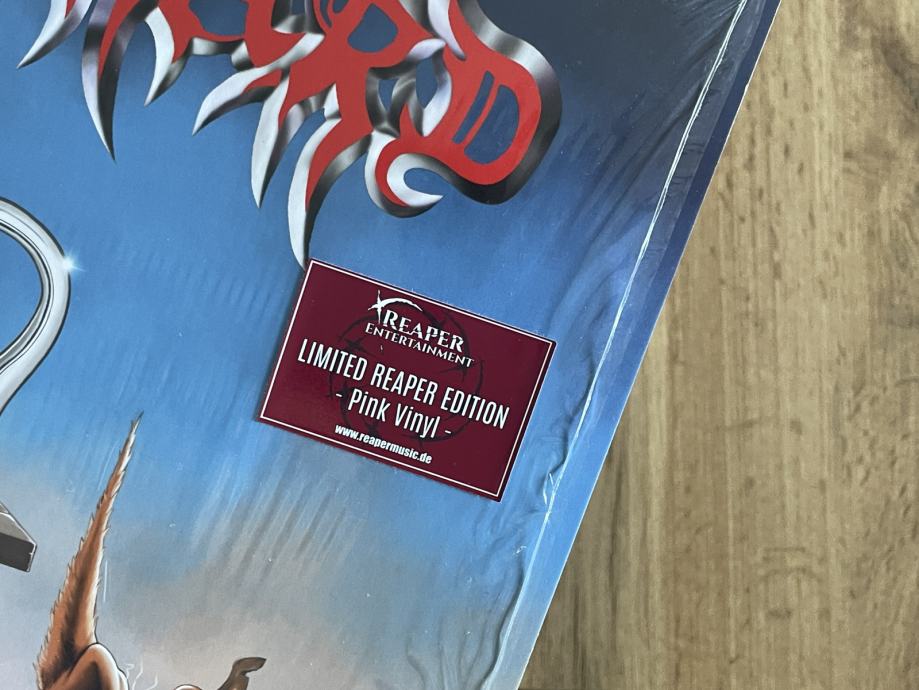 REAPER
ENTERTAINMENT
LIMITED REAPER EDITION
- Pink Vinyl -
www.reapermusic.de